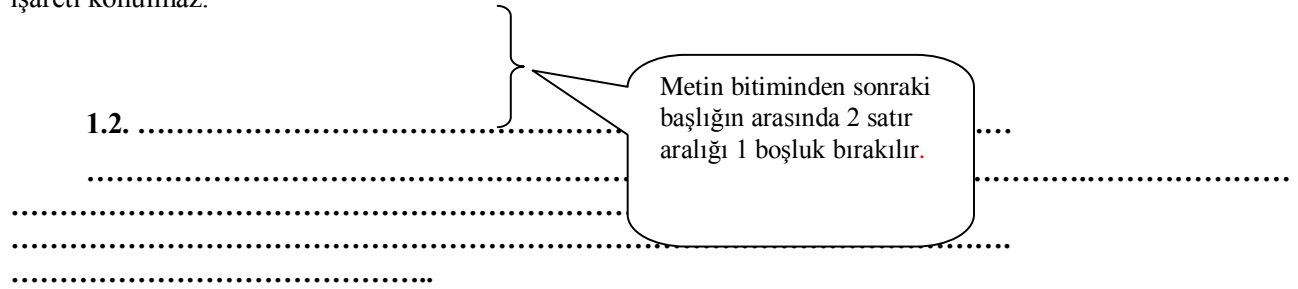 işareti konulmaz.
Metin bitiminden sonraki
başlığın arasında 2 satır
aralığı 1 boşluk bırakılır.
1.2. ……………………………………………………………………………
……………………………………………………………………………………………………………
………………………………………………………
…………………………………………………………………………………………….
……………………………………..